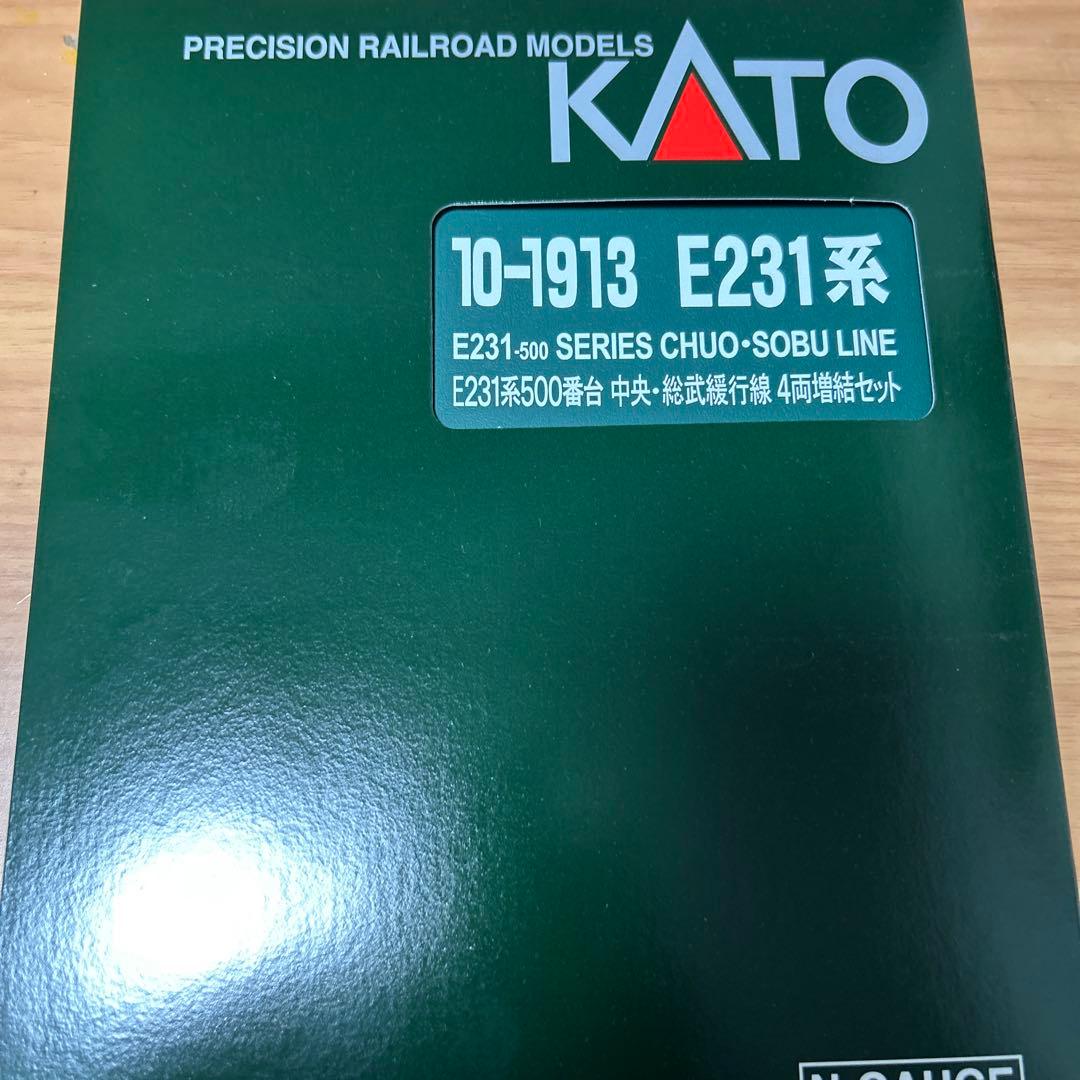 PRECISION RAILROAD MODELS
KATO
10-1913 E231系
E231-500 SERIES CHUO・SOBU LINE
E231系500番台 中央・総武緩行線 4両増結セット
N GAUGE